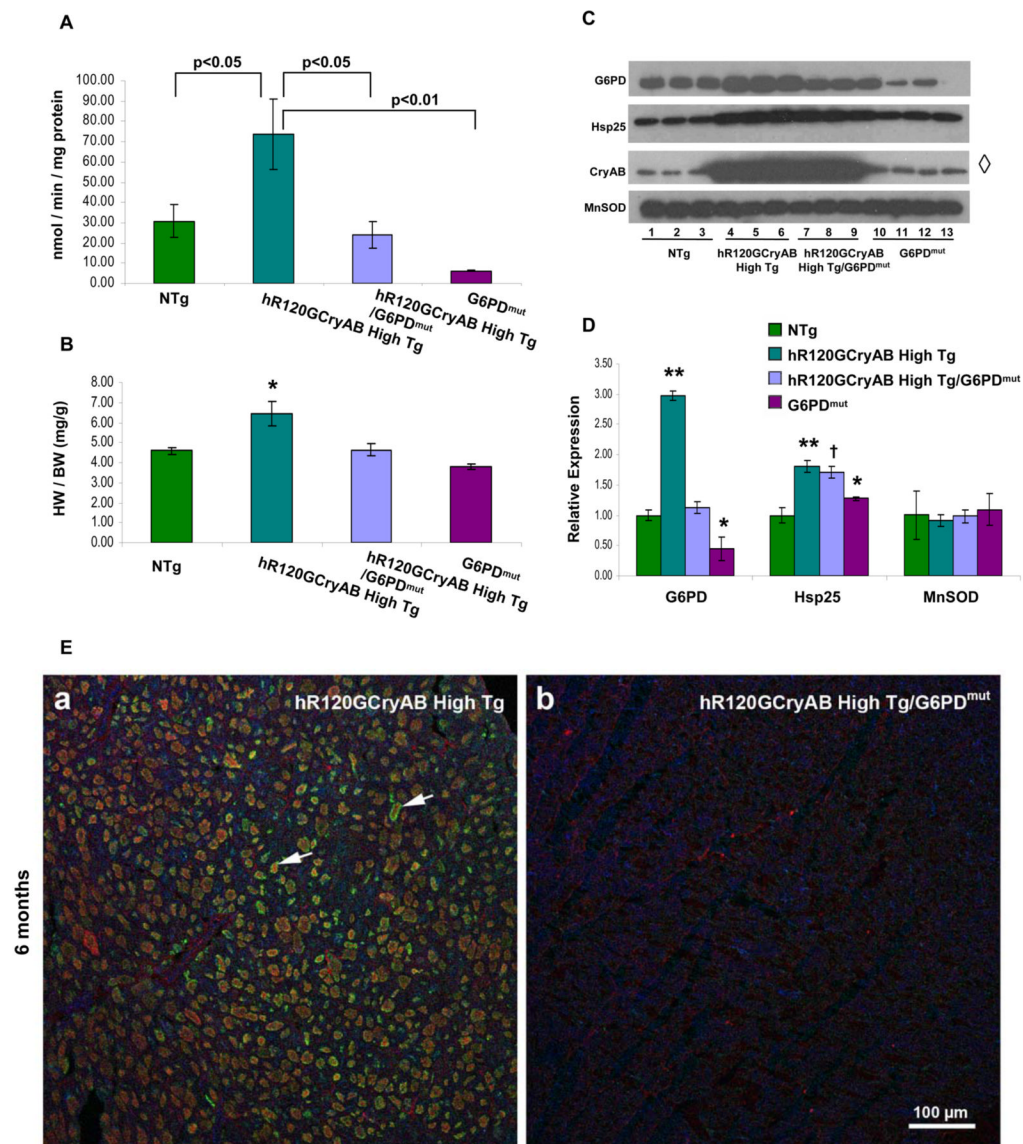 A
p<0.05
p<0.05
p<0.01
nmol / min / mg protein
100.00
90.00
80.00
70.00
60.00
50.00
40.00
30.00
20.00
10.00
0.00
NTg
hR120GCryAB High Tg
hR120GCryAB High Tg
/G6PDmut
G6PDmut
B
HW / BW (mg/g)
8.00
7.00
6.00
5.00
4.00
3.00
2.00
1.00
0.00
*
NTg
hR120GCryAB High Tg
hR120GCryAB High Tg
/G6PDmut
G6PDmut
C
G6PD
Hsp25
CryAB
◊
MnSOD
1 2 3 4 5 6 7 8 9 10 11 12 13
NTg
hR120GCryAB
High Tg
hR120GCryAB
High Tg/G6PDmut
G6PDmut
D
NTg
hR120GCryAB High Tg
hR120GCryAB High Tg/G6PDmut
G6PDmut
Relative Expression
3.50
3.00
2.50
2.00
1.50
1.00
0.50
0.00
**
*
**
†
*
G6PD
Hsp25
MnSOD
E
6 months
a
hR120GCryAB High Tg
b
hR120GCryAB High Tg/G6PDmut
100 µm